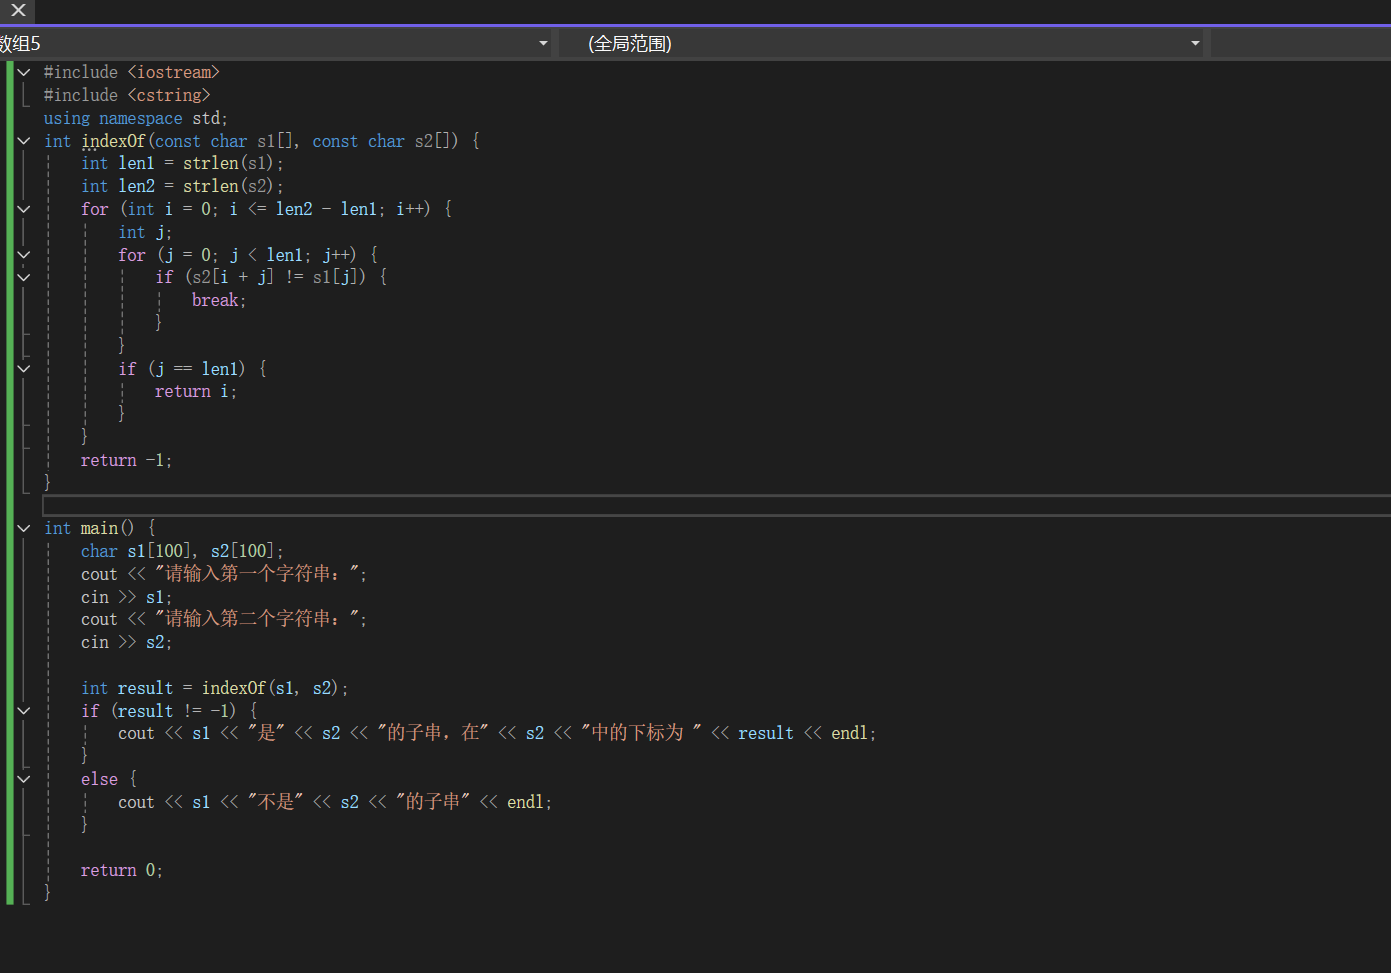 数组5
(全局范围)
#include <iostream>
#include <cstring>
using namespace std;
int indexOf(const char s1[], const char s2[]) {
    int len1 = strlen(s1);
    int len2 = strlen(s2);
    for (int i = 0; i <= len2 - len1; i++) {
        int j;
        for (j = 0; j < len1; j++) {
            if (s2[i + j] != s1[j]) {
                break;
            }
        }
        if (j == len1) {
            return i;
        }
    }
    return -1;
}
int main() {
    char s1[100], s2[100];
    cout << "请输入第一个字符串：";
    cin >> s1;
    cout << "请输入第二个字符串：";
    cin >> s2;
    int result = indexOf(s1, s2);
    if (result != -1) {
        cout << s1 << "是" << s2 << "的子串，在" << s2 << "中的下标为 " << result << endl;
    }
    else {
        cout << s1 << "不是" << s2 << "的子串" << endl;
    }
    return 0;
}